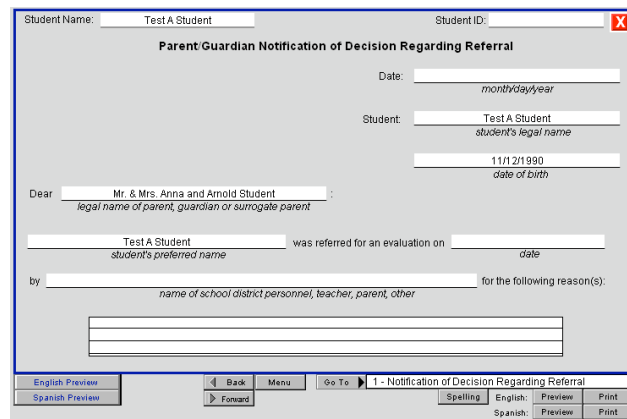 Student Name: Test A Student Student ID: X
Parent/Guardian Notification of Decision Regarding Referral
Date:
month/day/year
Student: Test A Student
student's legal name
11/12/1990
date of birth
Dear Mr. & Mrs. Anna and Arnold Student :
legal name of parent, guardian or surrogate parent
Test A Student was referred for an evaluation on
student's preferred name date
by for the following reason(s):
name of school district personnel, teacher, parent, other
English Preview Back Menu Go To 1 - Notification of Decision Regarding Referral
Spanish Preview Forward Spelling English: Preview Print
Spanish: Preview Print